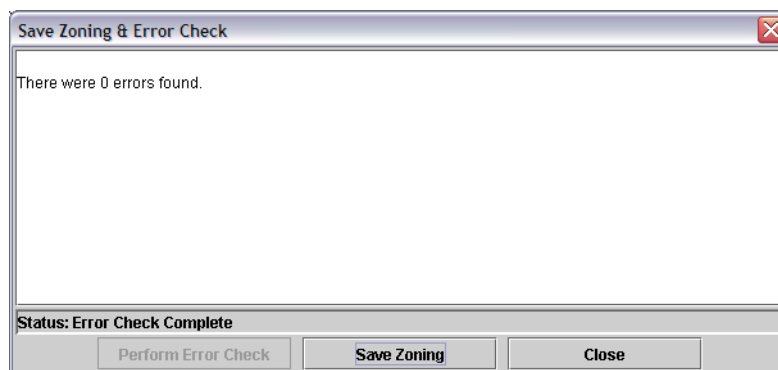 Save Zoning & Error Check
There were 0 errors found.
Status: Error Check Complete
Perform Error Check Save Zoning Close